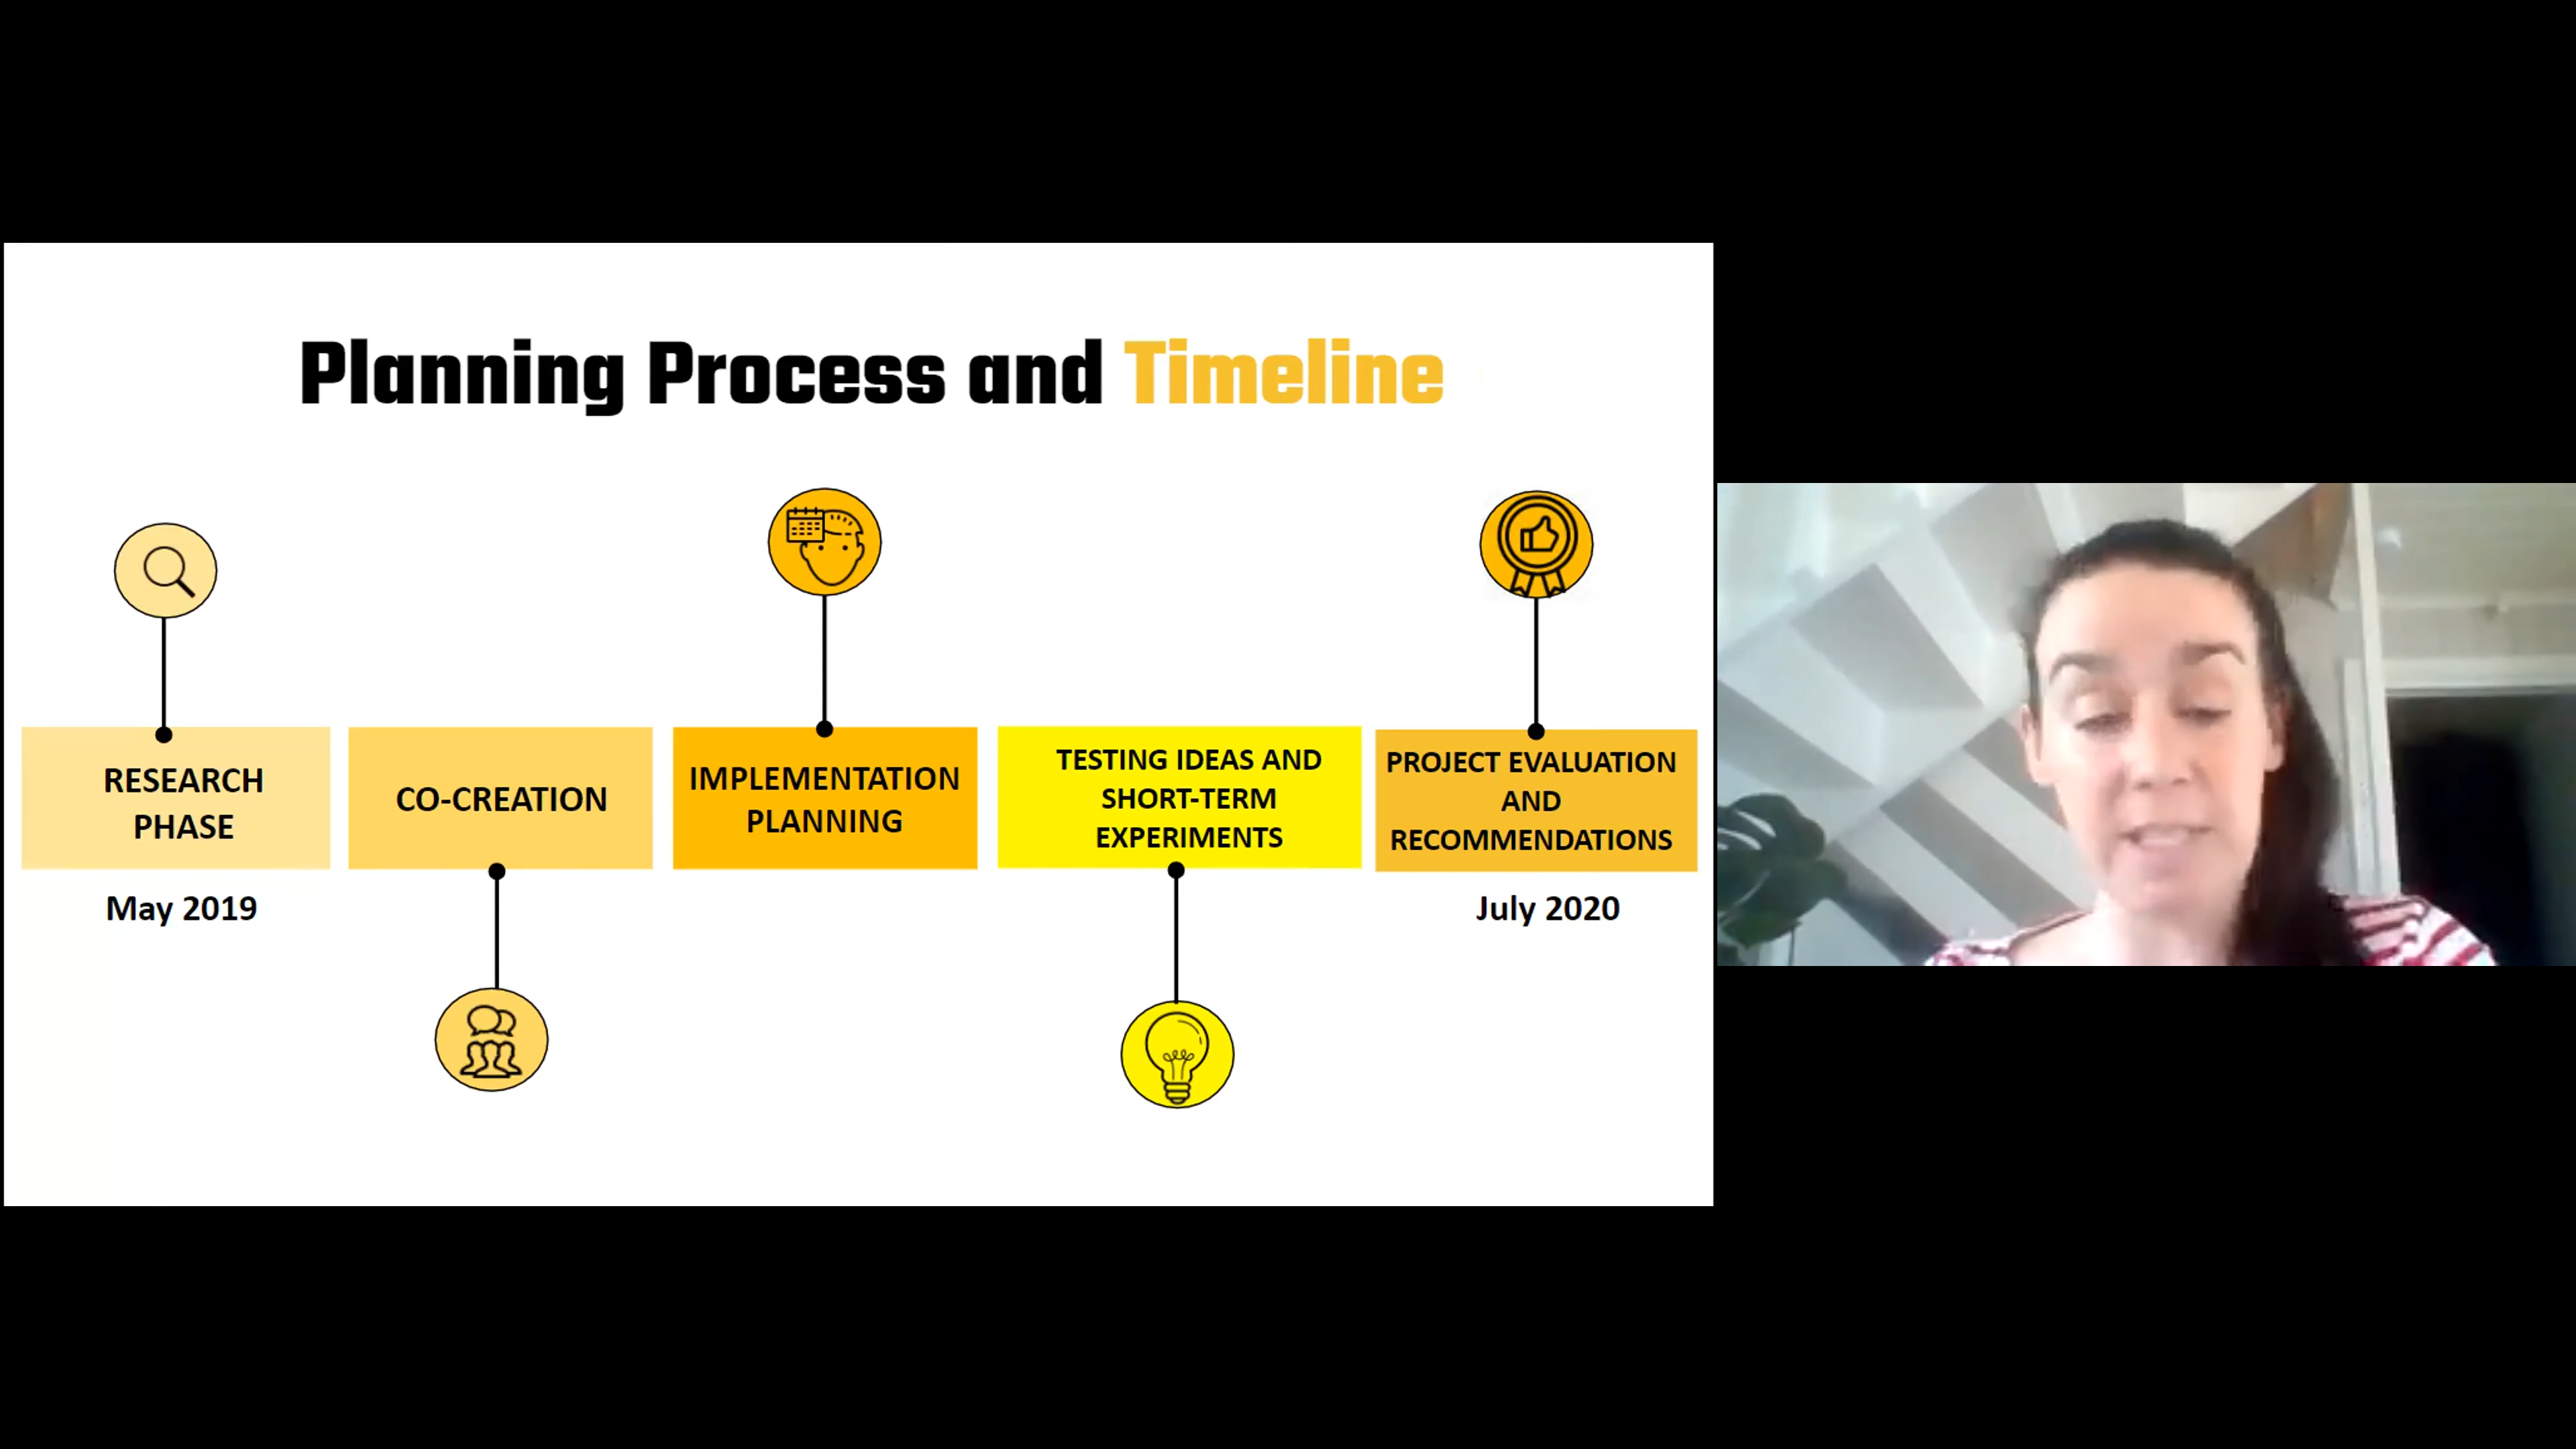 Planning Process and Timeline
RESEARCH
PHASE
CO-CREATION
IMPLEMENTATION
PLANNING
TESTING IDEAS AND
SHORT-TERM
EXPERIMENTS
PROJECT EVALUATION
AND
RECOMMENDATIONS
May 2019
July 2020